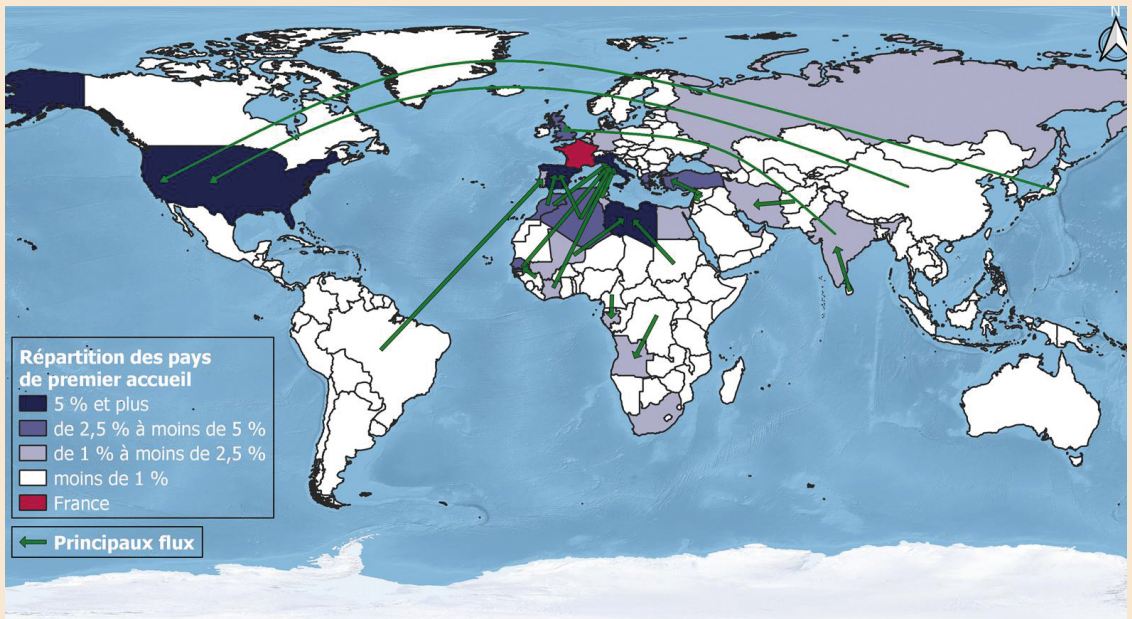 N
Répartition des pays
de premier accueil
5 % et plus
de 2,5 % à moins de 5 %
de 1 % à moins de 2,5 %
moins de 1 %
France
Principaux flux